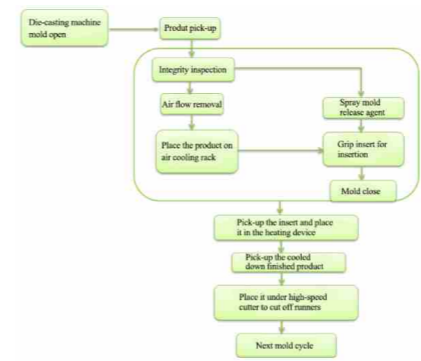 Die-casting machine
mold open
Produt pick-up
Integrity inspection
Air flow removal
Spray mold
release agent
Place the product on
air cooling rack
Grip insert for
insertion
Mold close
Pick-up the insert and place
it in the heating device
Pick-up the cooled
down finished product
Place it under high-speed
cutter to cut off runners
Next mold cycle